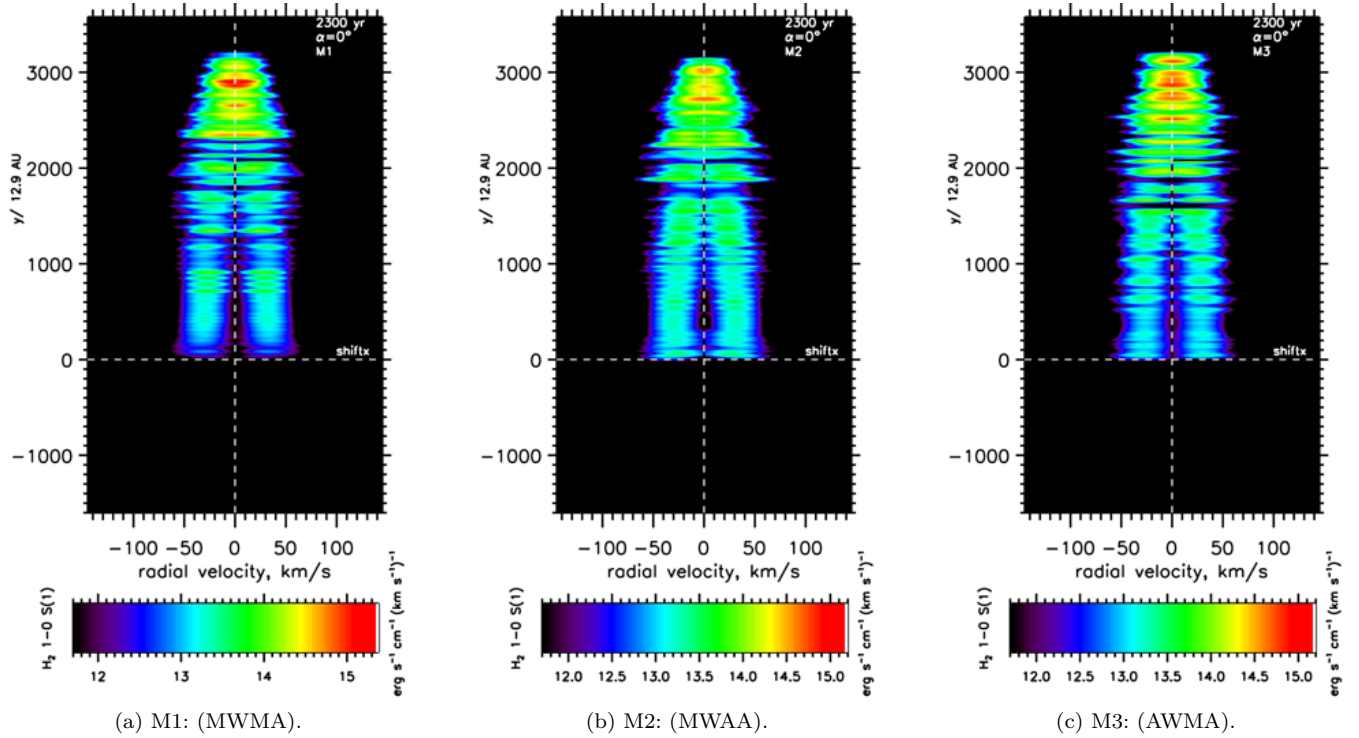 2300 yr
α=0°
M1
3000
2000
1000
0
−1000
y/ 12.9 AU
shiftx
−100 −50 0 50 100
radial velocity, km/s
H₂ 1−0 S(1)
12 13 14 15
erg s⁻¹ cm⁻¹ (km s⁻¹)⁻¹
(a) M1: (MWMA).
2300 yr
α=0°
M2
3000
2000
1000
0
−1000
y/ 12.9 AU
shiftx
−100 −50 0 50 100
radial velocity, km/s
H₂ 1−0 S(1)
12.0 12.5 13.0 13.5 14.0 14.5 15.0
erg s⁻¹ cm⁻¹ (km s⁻¹)⁻¹
(b) M2: (MWAA).
2300 yr
α=0°
M3
3000
2000
1000
0
−1000
y/ 12.9 AU
shiftx
−100 −50 0 50 100
radial velocity, km/s
H₂ 1−0 S(1)
12.0 12.5 13.0 13.5 14.0 14.5 15.0
erg s⁻¹ cm⁻¹ (km s⁻¹)⁻¹
(c) M3: (AWMA).